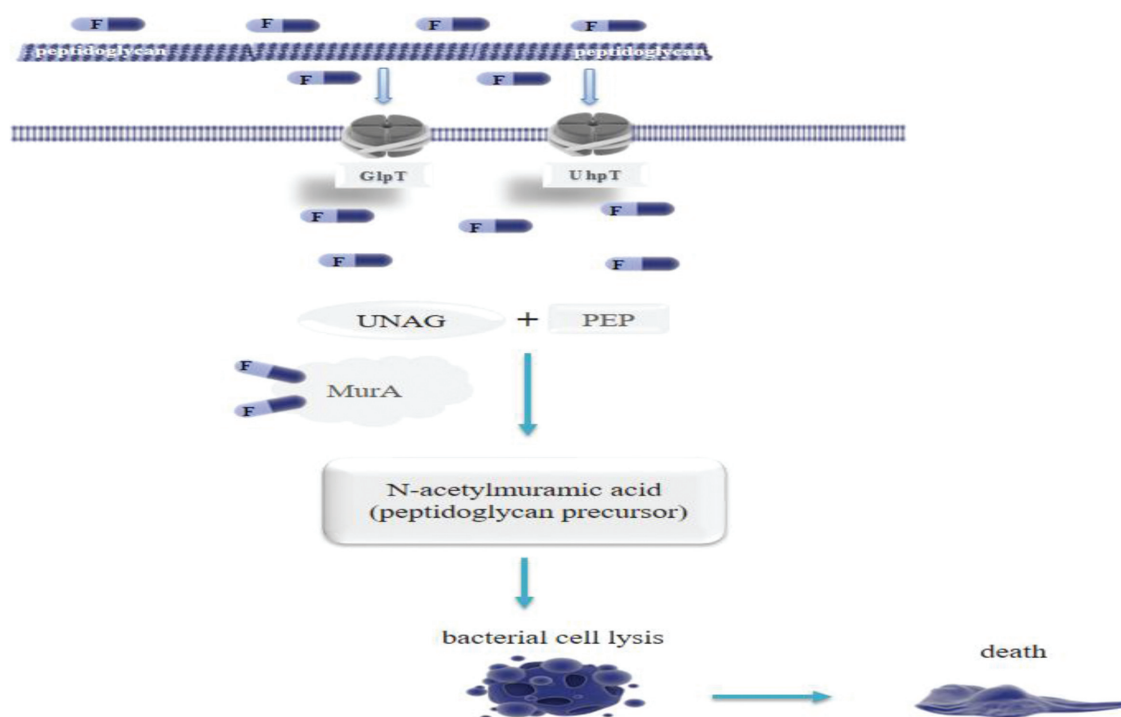 F F F F
peptidoglycan peptidoglycan
F F
GlpT UhpT
F F F
F F
UNAG + PEP
F
MurA
F
N-acetylmuramic acid
(peptidoglycan precursor)
bacterial cell lysis
death